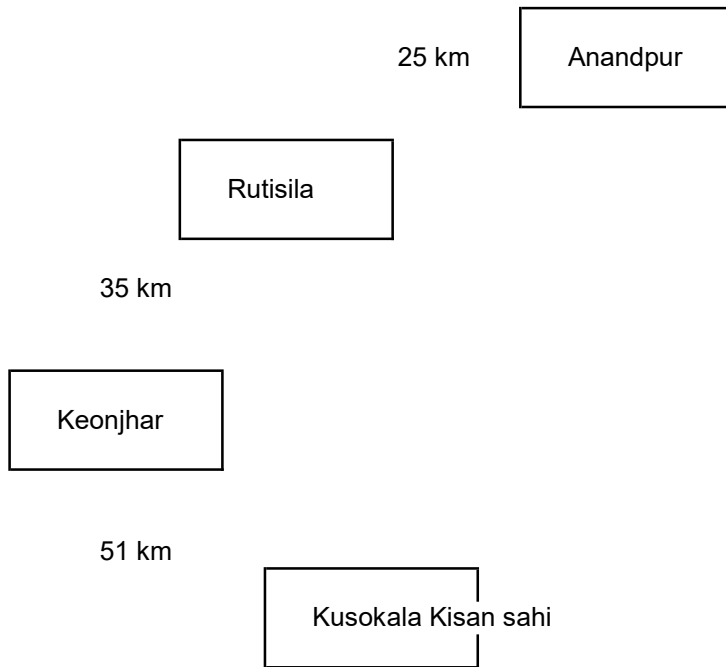 25 km
Anandpur
Rutisila
35 km
Keonjhar
51 km
Kusokala Kisan sahi